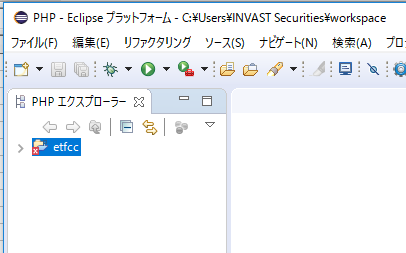 PHP - Eclipse プラットフォーム - C:¥Users¥INVAST Securities¥workspace
ファイル(F) 編集(E) リファクタリング ソース(S) ナビゲート(N) 検索(A) プロ
PHP エクスプローラー
etfcc